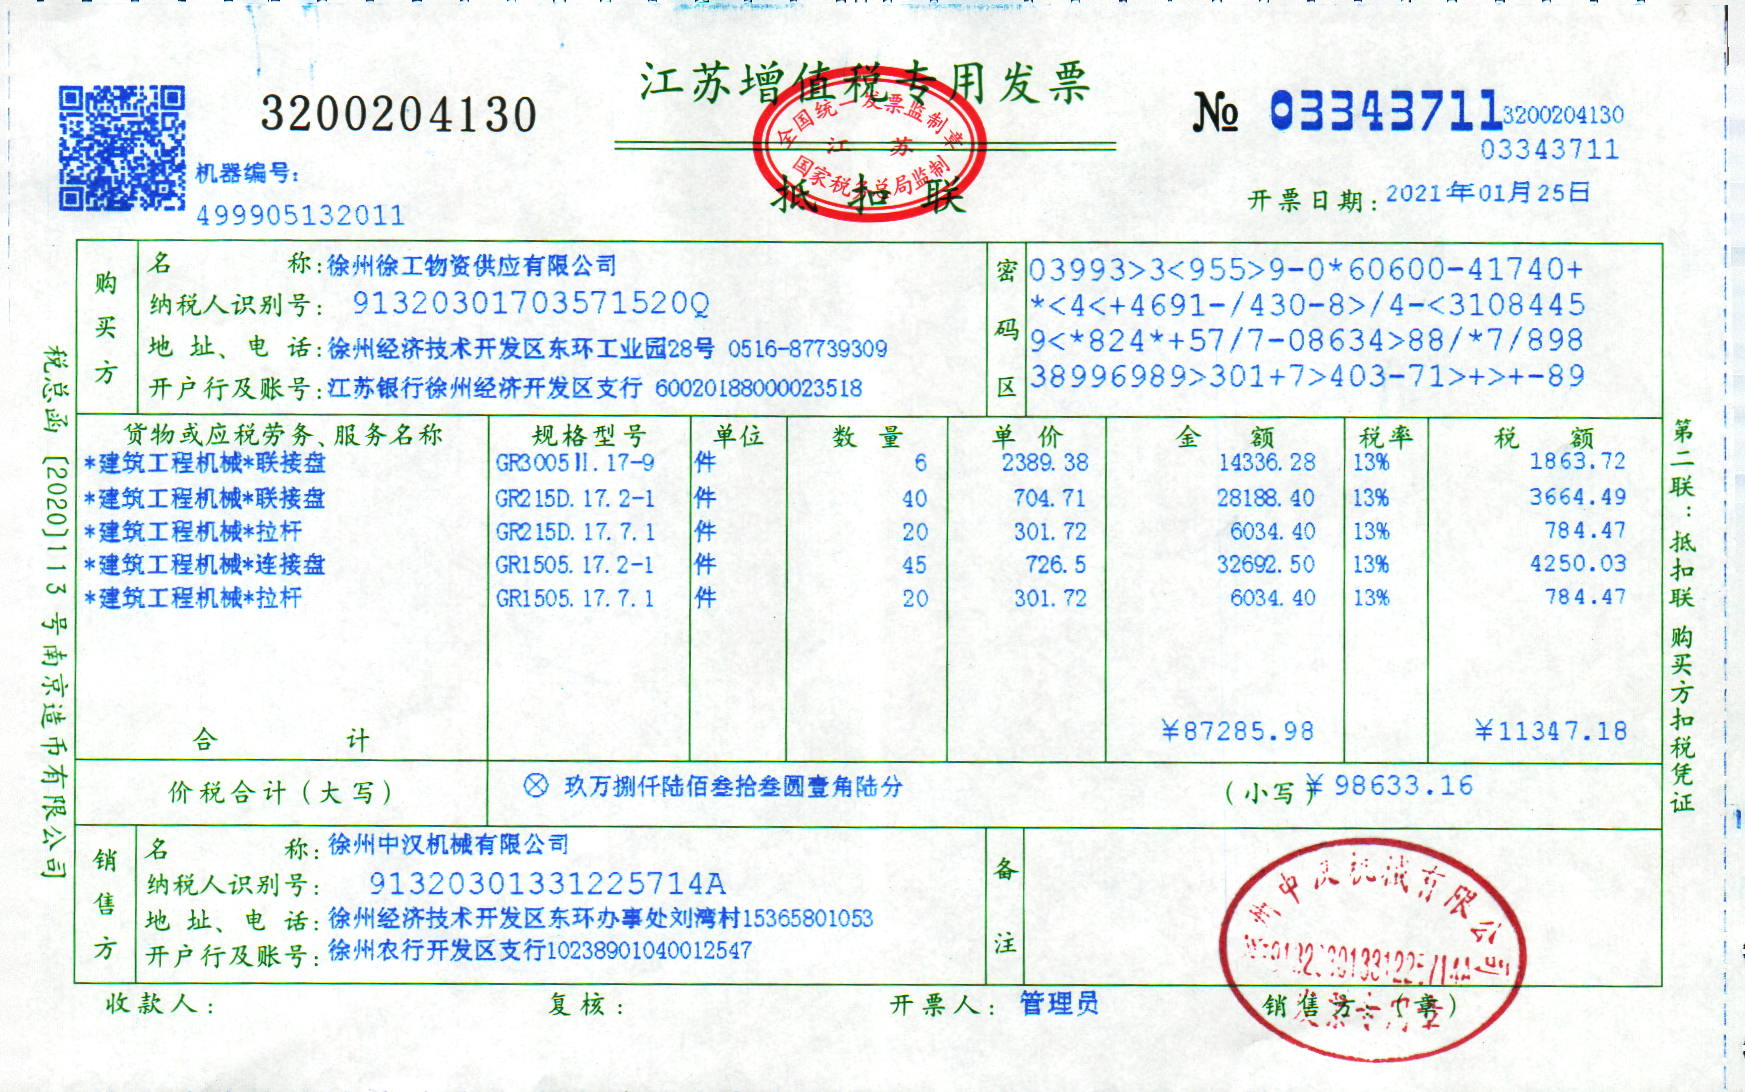 江苏增值税专用发票
3200204130
№ 03343711
3200204130
03343711
机器编号:
499905132011
全国统一发票监制章
江苏
国家税务总局监制
抵扣联
开票日期: 2021年01月25日
购买方
名称: 徐州徐工物资供应有限公司
纳税人识别号: 91320301703571520Q
地址、电话: 徐州经济技术开发区东环工业园28号 0516-87739309
开户行及账号: 江苏银行徐州经济开发区支行 60020188000023518
密码区
03993>3<955>9-0*60600-41740+
*<4<+4691-/430-8>/4-<3108445
9<*824*+57/7-08634>88/*7/898
38996989>301+7>403-71>+>+-89
货物或应税劳务、服务名称 规格型号 单位 数量 单价 金额 税率 税额
*建筑工程机械*联接盘 GR3005II.17-9 件 6 2389.38 14336.28 13% 1863.72
*建筑工程机械*联接盘 GR215D.17.2-1 件 40 704.71 28188.40 13% 3664.49
*建筑工程机械*拉杆 GR215D.17.7.1 件 20 301.72 6034.40 13% 784.47
*建筑工程机械*连接盘 GR1505.17.2-1 件 45 726.5 32692.50 13% 4250.03
*建筑工程机械*拉杆 GR1505.17.7.1 件 20 301.72 6034.40 13% 784.47
合计 ¥87285.98 ¥11347.18
价税合计(大写) ⊗ 玖万捌仟陆佰叁拾叁圆壹角陆分 (小写) ¥98633.16
销售方
名称: 徐州中汉机械有限公司
纳税人识别号: 91320301331225714A
地址、电话: 徐州经济技术开发区东环办事处刘湾村15365801053
开户行及账号: 徐州农行开发区支行10238901040012547
备注
州中汉机械有限公司
91320301331225714A
发票专用章
收款人: 复核: 开票人: 管理员 销售方:(章)
税总函[2020]113号南京造币有限公司
第二联:抵扣联 购买方扣税凭证